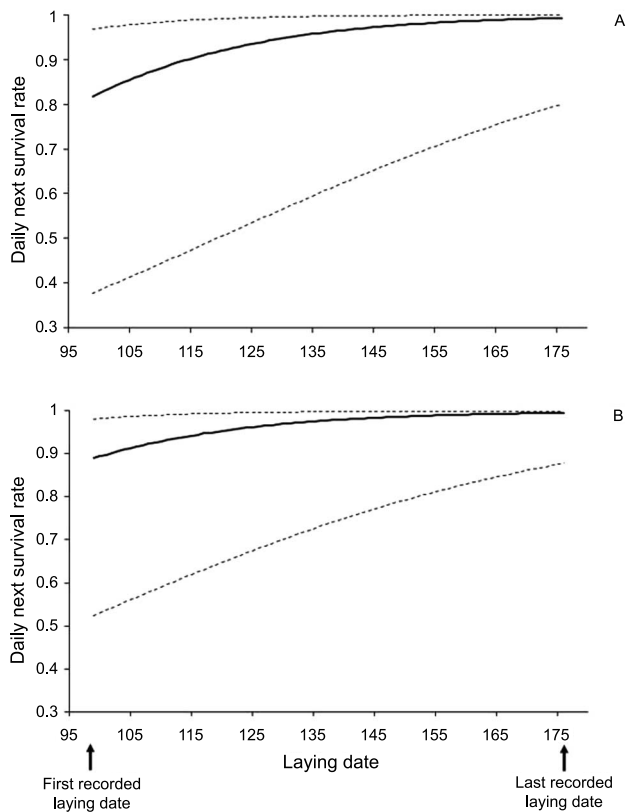 A
1
0.9
0.8
0.7
0.6
0.5
0.4
0.3
Daily next survival rate
95 105 115 125 135 145 155 165 175
B
1
0.9
0.8
0.7
0.6
0.5
0.4
0.3
Daily next survival rate
95 105 115 125 135 145 155 165 175
Laying date
First recorded
laying date
Last recorded
laying date